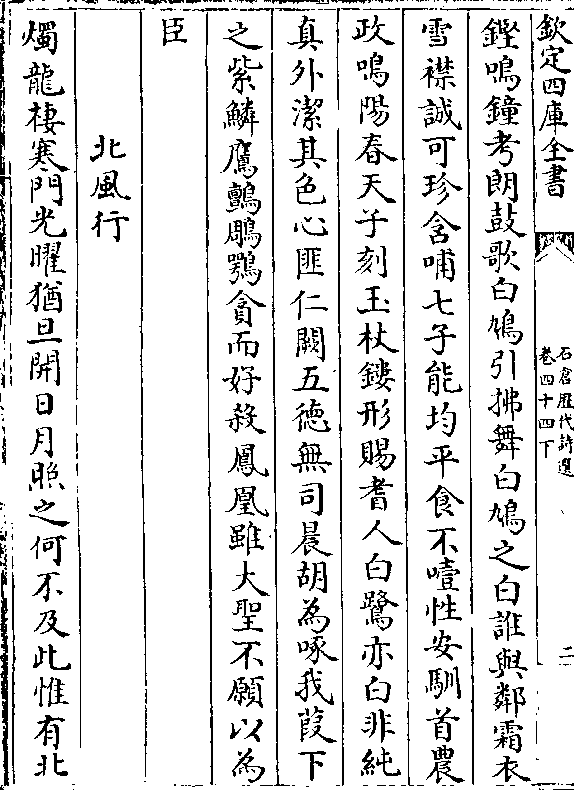 欽定四庫全書
石倉歷代詩選
卷四十四下
二
鏗鳴鐘考朗鼓歌白鳩引拂舞白鳩之白誰與鄰霜衣
雪襟誠可珍含哺七子能均平食不噎性安馴首農
政鳴陽春天子刻玉杖鏤形賜耆人白鷺亦白非純
真外潔其色心匪仁闕五德無司晨胡為啄我葭下
之紫鱗鷹鸇鵰鶚貪而好殺鳳凰雖大聖不願以為
臣
北風行
燭龍棲寒門光曜猶旦開日月照之何不及此惟有北